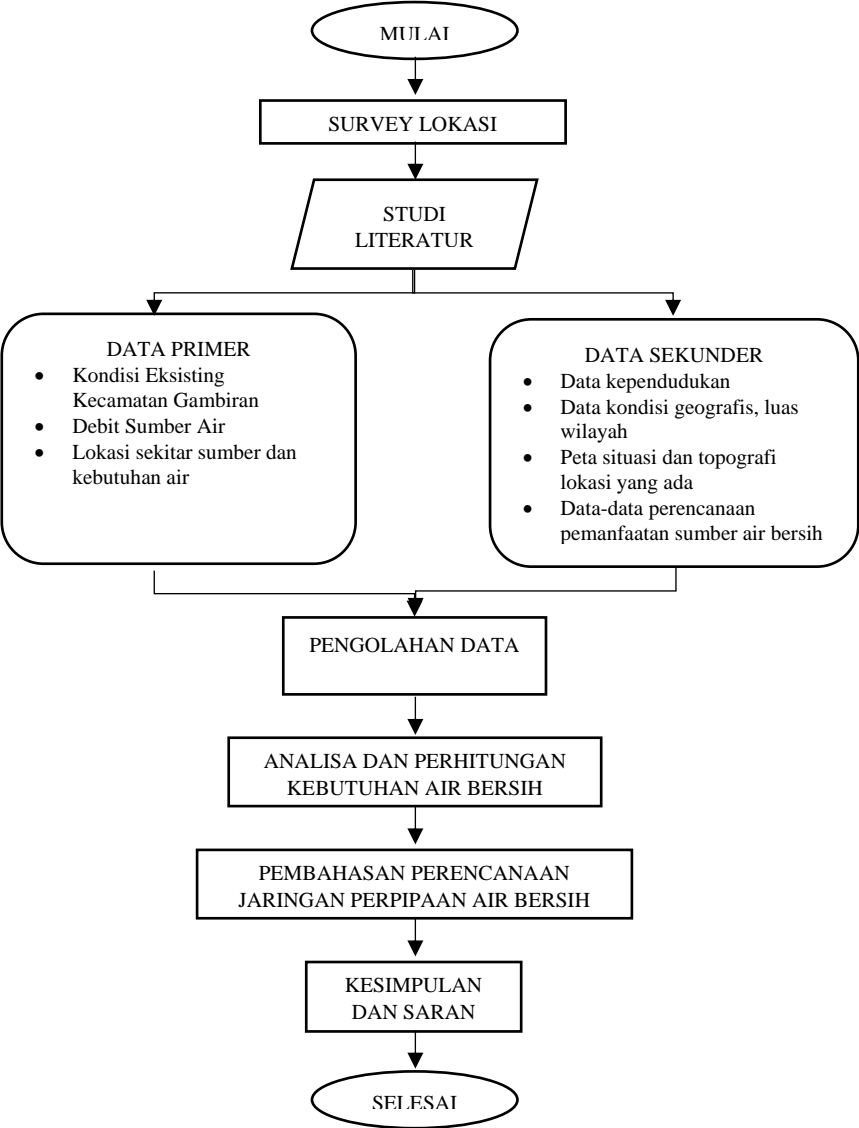 MULAI
SURVEY LOKASI
STUDI
LITERATUR
DATA PRIMER
• Kondisi Eksisting
Kecamatan Gambiran
• Debit Sumber Air
• Lokasi sekitar sumber dan
kebutuhan air
DATA SEKUNDER
• Data kependudukan
• Data kondisi geografis, luas
wilayah
• Peta situasi dan topografi
lokasi yang ada
• Data-data perencanaan
pemanfaatan sumber air bersih
PENGOLAHAN DATA
ANALISA DAN PERHITUNGAN
KEBUTUHAN AIR BERSIH
PEMBAHASAN PERENCANAAN
JARINGAN PERPIPAAN AIR BERSIH
KESIMPULAN
DAN SARAN
SELESAI